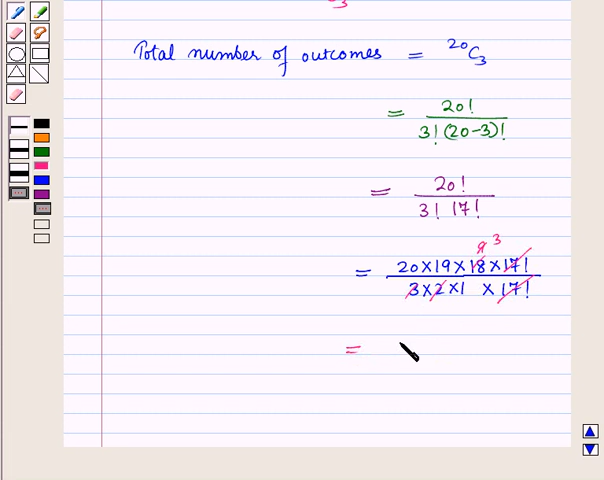 C₃
Total number of outcomes = ²⁰C₃
= 20! / 3!(20-3)!
= 20! / 3! 17!
9 3
= 20×19×18×17! / 3×2×1 ×17!
=